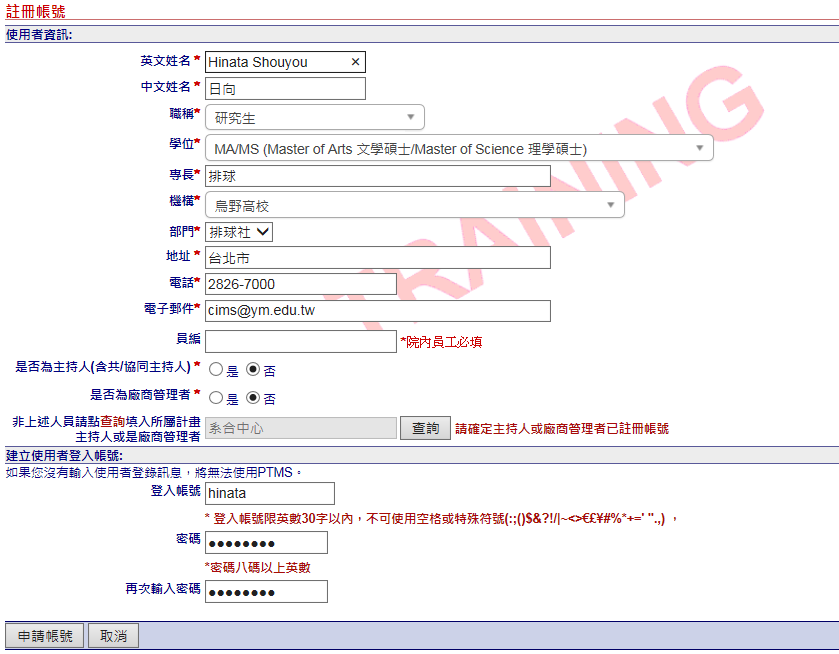 註冊帳號
使用者資訊:
英文姓名 * Hinata Shouyou ×
中文姓名 * 日向
職稱* 研究生
學位* MA/MS (Master of Arts 文學碩士/Master of Science 理學碩士)
專長* 排球
機構* 烏野高校
部門* 排球社
地址 * 台北市
電話* 2826-7000
電子郵件* cims@ym.edu.tw
員編 *院內員工必填
是否為主持人(含共/協同主持人) * 是 否
是否為廠商管理者 * 是 否
非上述人員請點查詢填入所屬計畫
主持人或是廠商管理者 系合中心 查詢 請確定主持人或廠商管理者已註冊帳號
建立使用者登入帳號:
如果您沒有輸入使用者登錄訊息，將無法使用PTMS。
登入帳號 hinata
* 登入帳號限英數30字以內，不可使用空格或特殊符號(:;()$&?!/|~<>€£¥#%*+=' ".,) ，
密碼 ●●●●●●●●
*密碼八碼以上英數
再次輸入密碼 ●●●●●●●●
申請帳號 取消
TRAINING